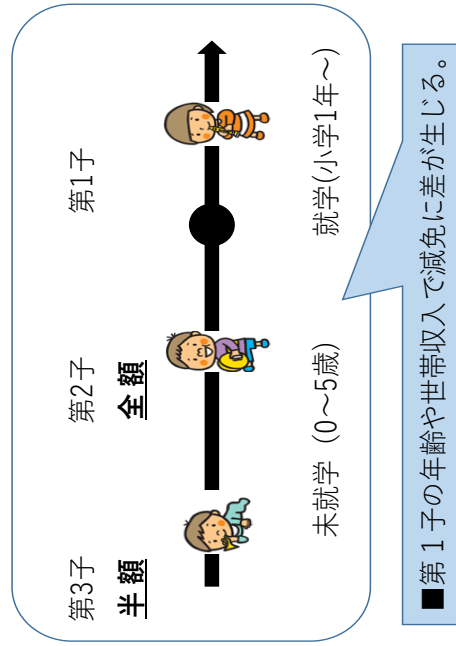 第3子
半額
第2子
全額
第1子
未就学（0～5歳）
就学(小学1年～)
■第１子の年齢や世帯収入で減免に差が生じる。